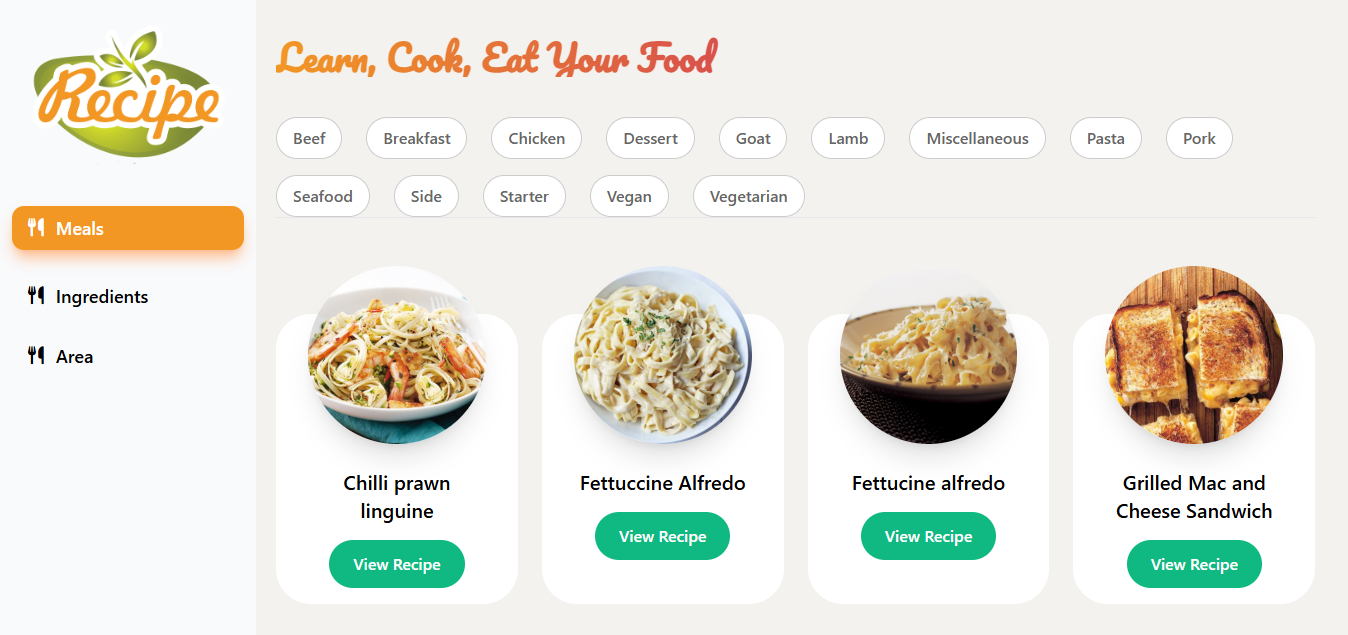 Recipe
Meals
Ingredients
Area
Learn, Cook, Eat Your Food
Beef Breakfast Chicken Dessert Goat Lamb Miscellaneous Pasta Pork
Seafood Side Starter Vegan Vegetarian
Chilli prawn
linguine
View Recipe
Fettuccine Alfredo
View Recipe
Fettucine alfredo
View Recipe
Grilled Mac and
Cheese Sandwich
View Recipe